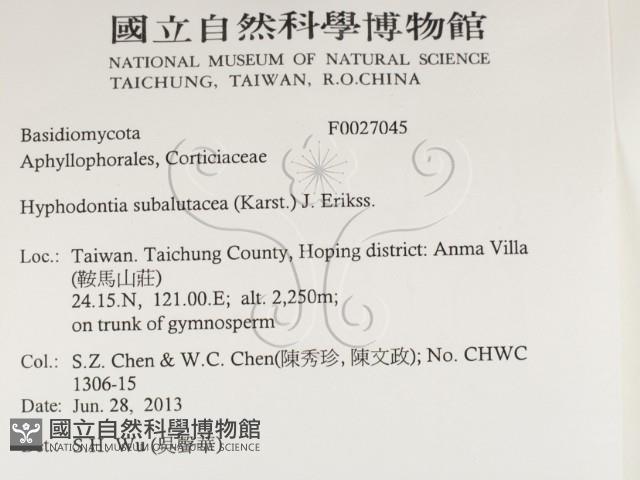 國立自然科學博物館
NATIONAL MUSEUM OF NATURAL SCIENCE
TAICHUNG, TAIWAN, R.O.CHINA
Basidiomycota F0027045
Aphyllophorales, Corticiaceae
Hyphodontia subalutacea (Karst.) J. Erikss.
Loc.: Taiwan. Taichung County, Hoping district: Anma Villa
(鞍馬山莊)
24.15.N, 121.00.E; alt. 2,250m;
on trunk of gymnosperm
Col.: S.Z. Chen & W.C. Chen(陳秀珍, 陳文政); No. CHWC
1306-15
Date: Jun. 28, 2013
S.H. Wu (吳聲華)
國立自然科學博物館
NATIONAL MUSEUM OF NATURAL SCIENCE